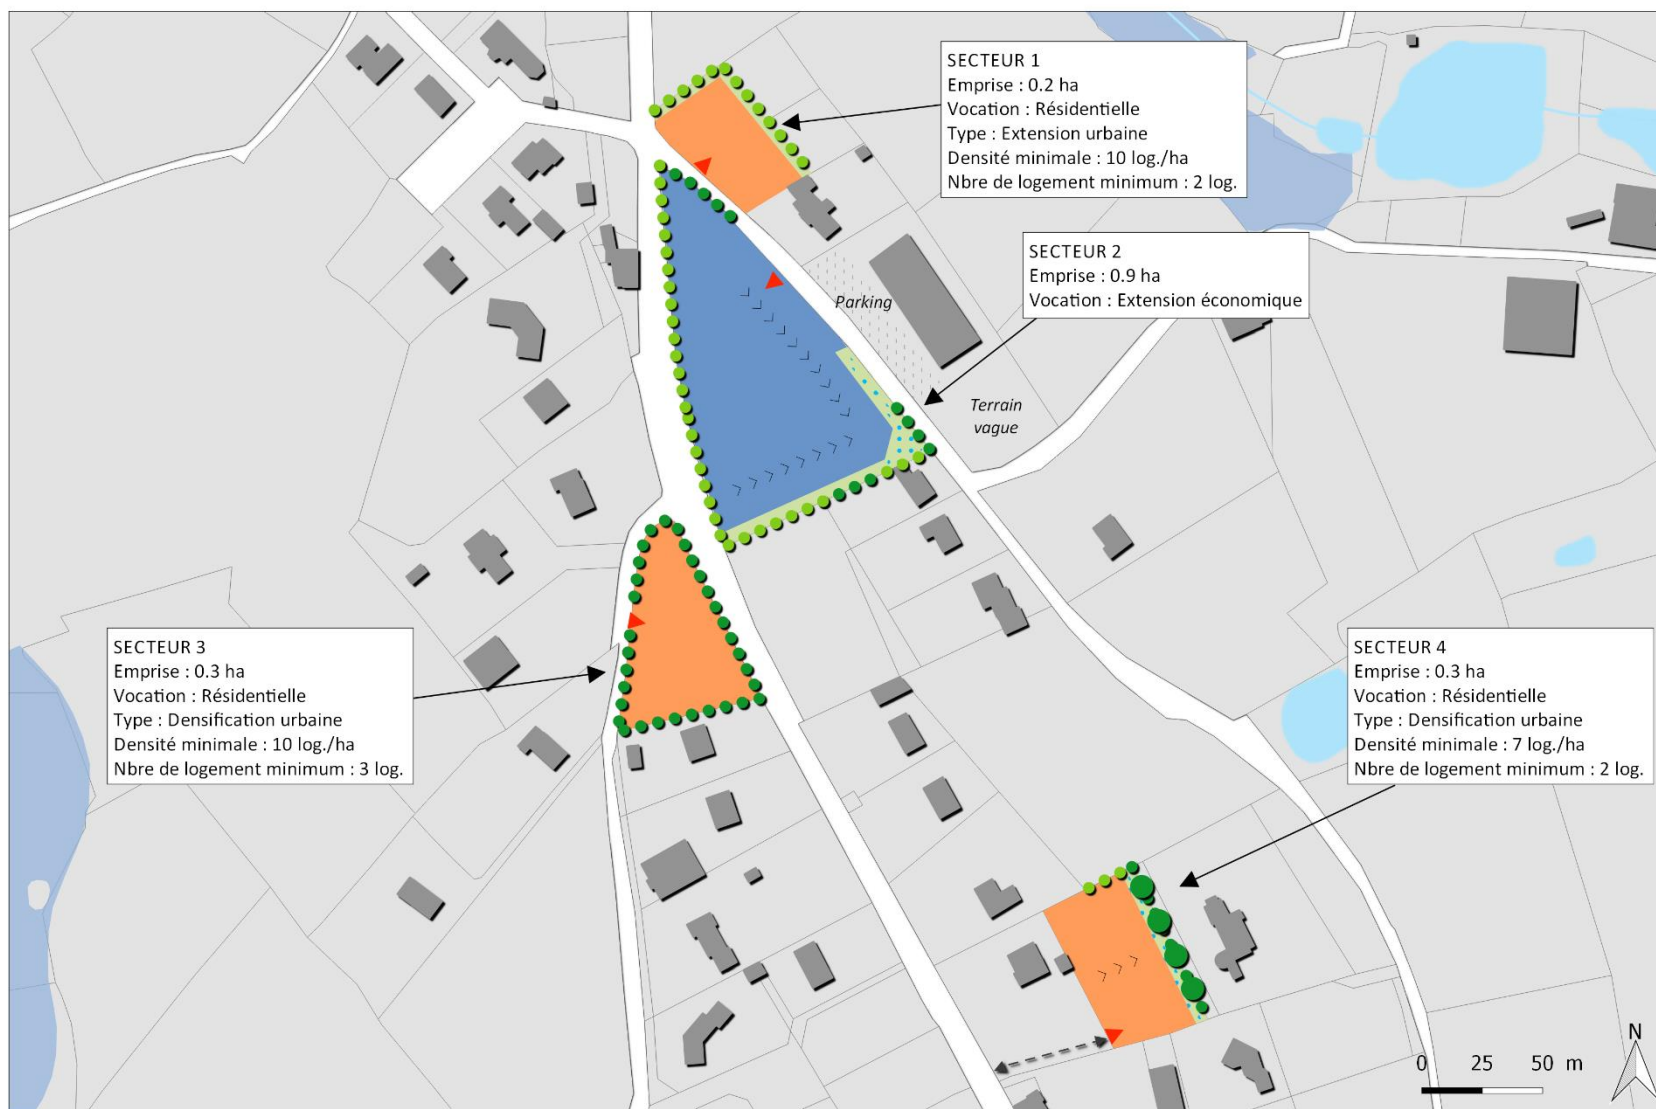 SECTEUR 1
Emprise : 0.2 ha
Vocation : Résidentielle
Type : Extension urbaine
Densité minimale : 10 log./ha
Nbre de logement minimum : 2 log.
SECTEUR 2
Emprise : 0.9 ha
Vocation : Extension économique
Parking
Terrain
vague
SECTEUR 3
Emprise : 0.3 ha
Vocation : Résidentielle
Type : Densification urbaine
Densité minimale : 10 log./ha
Nbre de logement minimum : 3 log.
SECTEUR 4
Emprise : 0.3 ha
Vocation : Résidentielle
Type : Densification urbaine
Densité minimale : 7 log./ha
Nbre de logement minimum : 2 log.
N
0 25 50 m